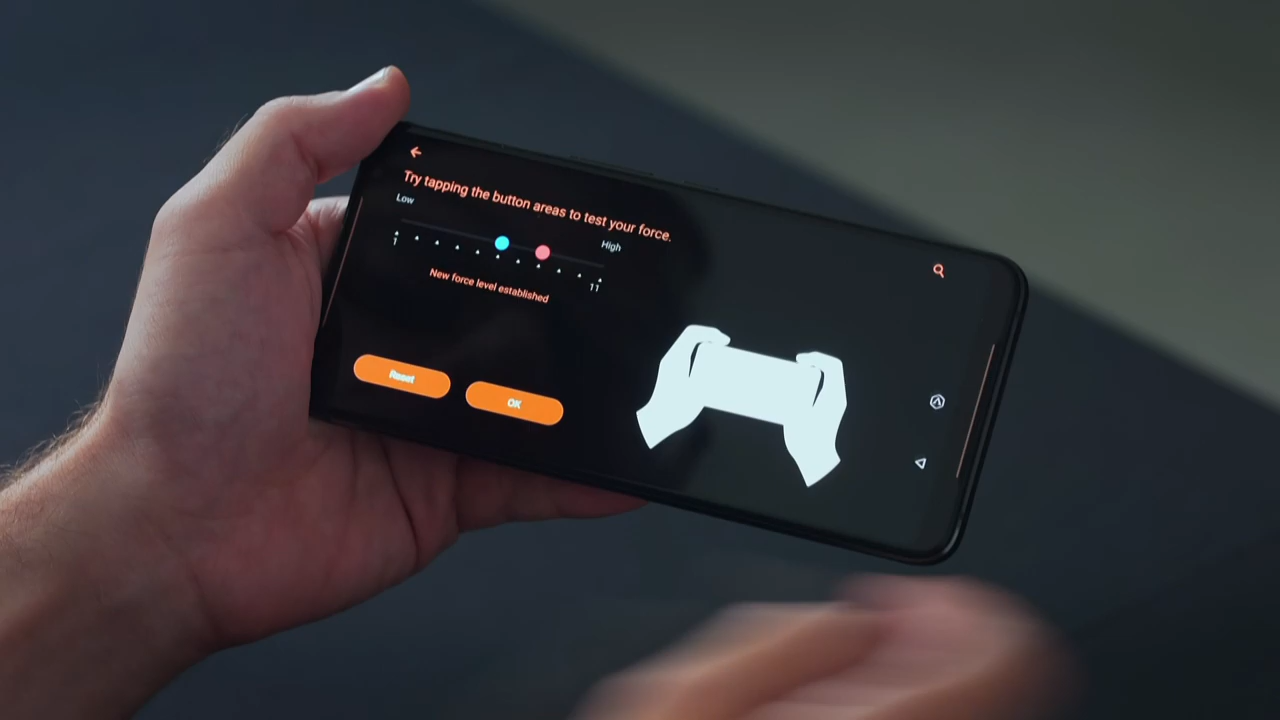 Try tapping the button areas to test your force.
Low
High
1
11
New force level established
Reset
OK